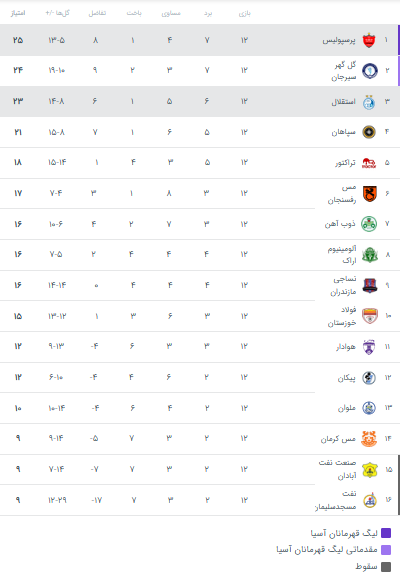 بازی برد مساوی باخت تفاضل گل‌ها +/- امتیاز
۱ پرسپولیس ۱۲ ۷ ۴ ۱ ۸ ۱۳-۵ ۲۵
۲ گل گهر
سیرجان ۱۲ ۷ ۳ ۲ ۹ ۱۹-۱۰ ۲۴
۳ استقلال ۱۲ ۶ ۵ ۱ ۶ ۱۴-۸ ۲۳
۴ سپاهان ۱۲ ۵ ۶ ۱ ۷ ۱۵-۸ ۲۱
۵ تراکتور ۱۲ ۵ ۳ ۴ ۱ ۱۵-۱۴ ۱۸
۶ مس
رفسنجان ۱۲ ۳ ۸ ۱ ۳ ۷-۴ ۱۷
۷ ذوب آهن ۱۲ ۳ ۷ ۲ ۴ ۱۰-۶ ۱۶
۸ آلومینیوم
اراک ۱۲ ۴ ۴ ۴ ۲ ۷-۵ ۱۶
۹ نساجی
مازندران ۱۲ ۴ ۴ ۴ ۰ ۱۴-۱۴ ۱۶
۱۰ فولاد
خوزستان ۱۲ ۳ ۶ ۳ ۱ ۱۳-۱۲ ۱۵
۱۱ هوادار ۱۲ ۳ ۳ ۶ -۴ ۹-۱۳ ۱۲
۱۲ پیکان ۱۲ ۲ ۶ ۴ -۴ ۶-۱۰ ۱۲
۱۳ ملوان ۱۲ ۲ ۴ ۶ -۴ ۱۰-۱۴ ۱۰
۱۴ مس کرمان ۱۲ ۲ ۳ ۷ -۵ ۹-۱۴ ۹
۱۵ صنعت نفت
آبادان ۱۲ ۲ ۳ ۷ -۷ ۷-۱۴ ۹
۱۶ نفت
مسجدسلیمان ۱۲ ۲ ۳ ۷ -۱۷ ۱۲-۲۹ ۹
لیگ قهرمانان آسیا
مقدماتی لیگ قهرمانان آسیا
سقوط